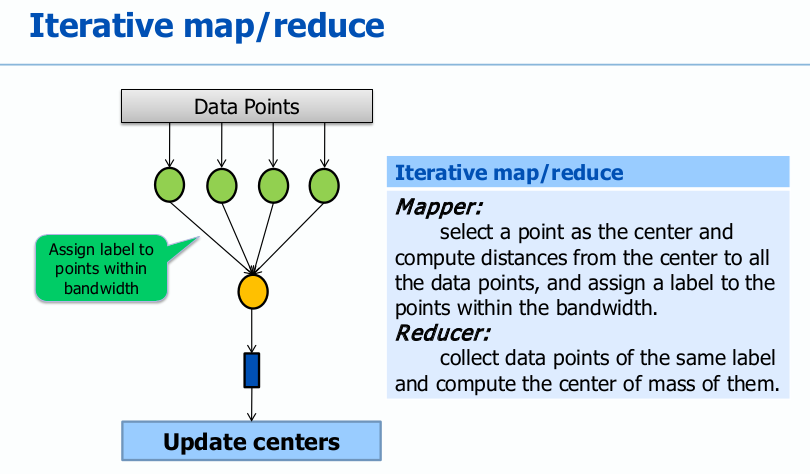 Iterative map/reduce
Data Points
Assign label to
points within
bandwidth
Update centers
Iterative map/reduce
Mapper:
select a point as the center and
compute distances from the center to all
the data points, and assign a label to the
points within the bandwidth.
Reducer:
collect data points of the same label
and compute the center of mass of them.